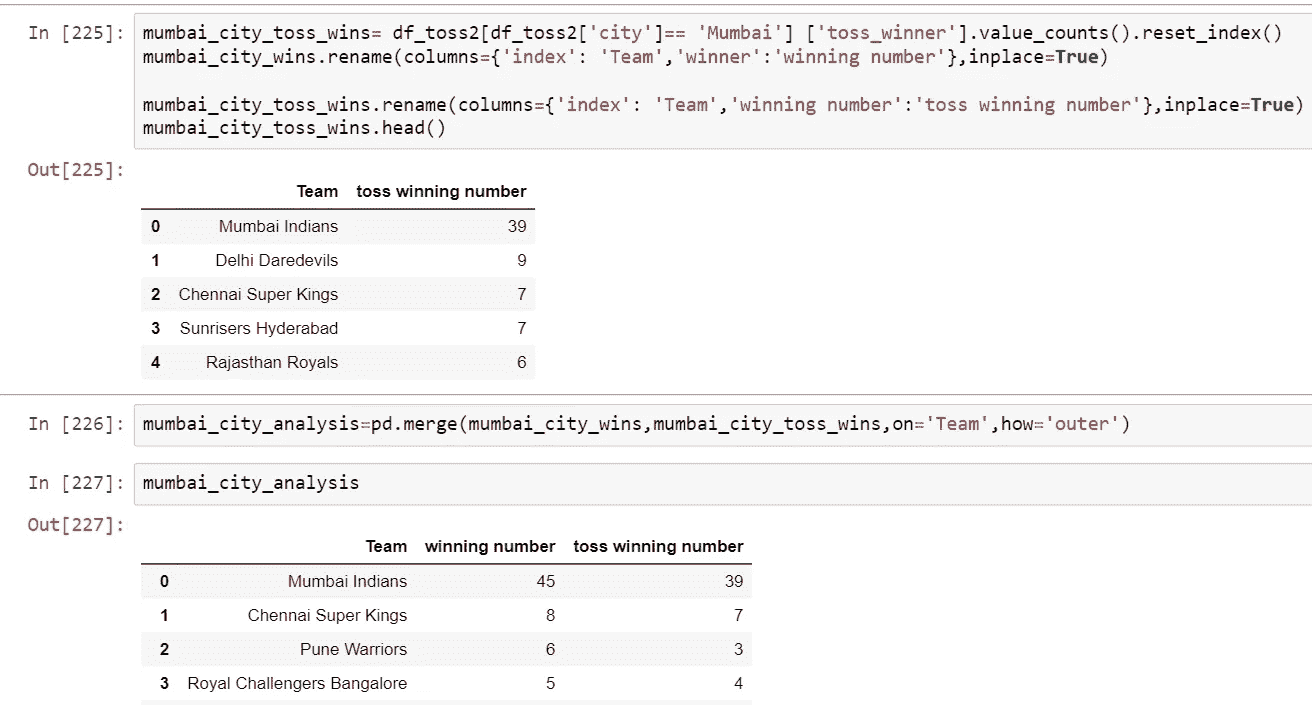 In [225]: mumbai_city_toss_wins= df_toss2[df_toss2['city']== 'Mumbai'] ['toss_winner'].value_counts().reset_index()
mumbai_city_wins.rename(columns={'index': 'Team','winner':'winning number'},inplace=True)
mumbai_city_toss_wins.rename(columns={'index': 'Team','winning number':'toss winning number'},inplace=True)
mumbai_city_toss_wins.head()
Out[225]:
Team toss winning number
0 Mumbai Indians 39
1 Delhi Daredevils 9
2 Chennai Super Kings 7
3 Sunrisers Hyderabad 7
4 Rajasthan Royals 6
In [226]: mumbai_city_analysis=pd.merge(mumbai_city_wins,mumbai_city_toss_wins,on='Team',how='outer')
In [227]: mumbai_city_analysis
Out[227]:
Team winning number toss winning number
0 Mumbai Indians 45 39
1 Chennai Super Kings 8 7
2 Pune Warriors 6 3
3 Royal Challengers Bangalore 5 4